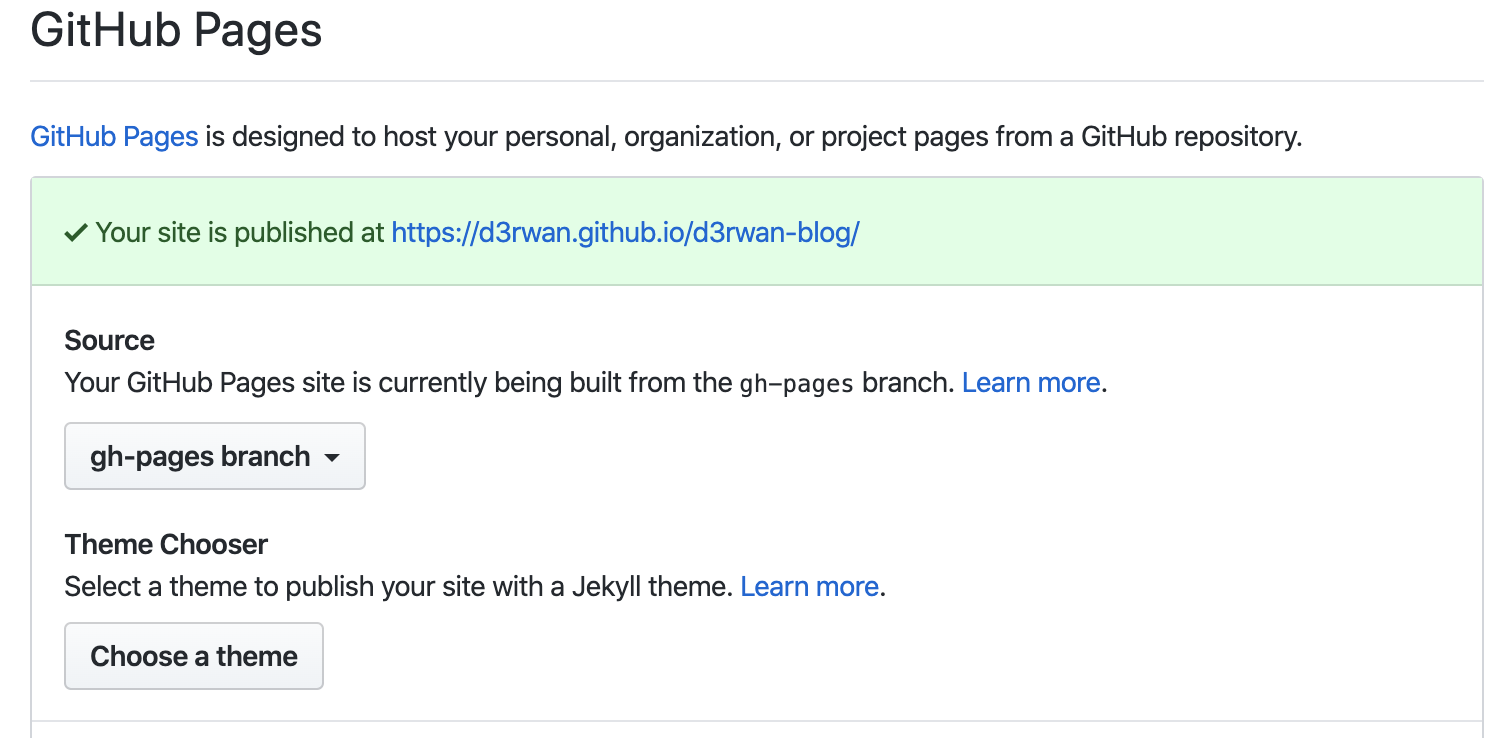 GitHub Pages
GitHub Pages is designed to host your personal, organization, or project pages from a GitHub repository.
Your site is published at https://d3rwan.github.io/d3rwan-blog/
Source
Your GitHub Pages site is currently being built from the gh-pages branch. Learn more.
gh-pages branch
Theme Chooser
Select a theme to publish your site with a Jekyll theme. Learn more.
Choose a theme